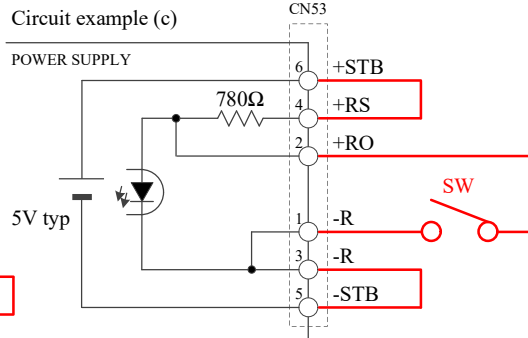 Circuit example (c)
CN53
POWER SUPPLY
6 +STB
780Ω
4 +RS
2 +RO
SW
5V typ
1 -R
3 -R
5 -STB